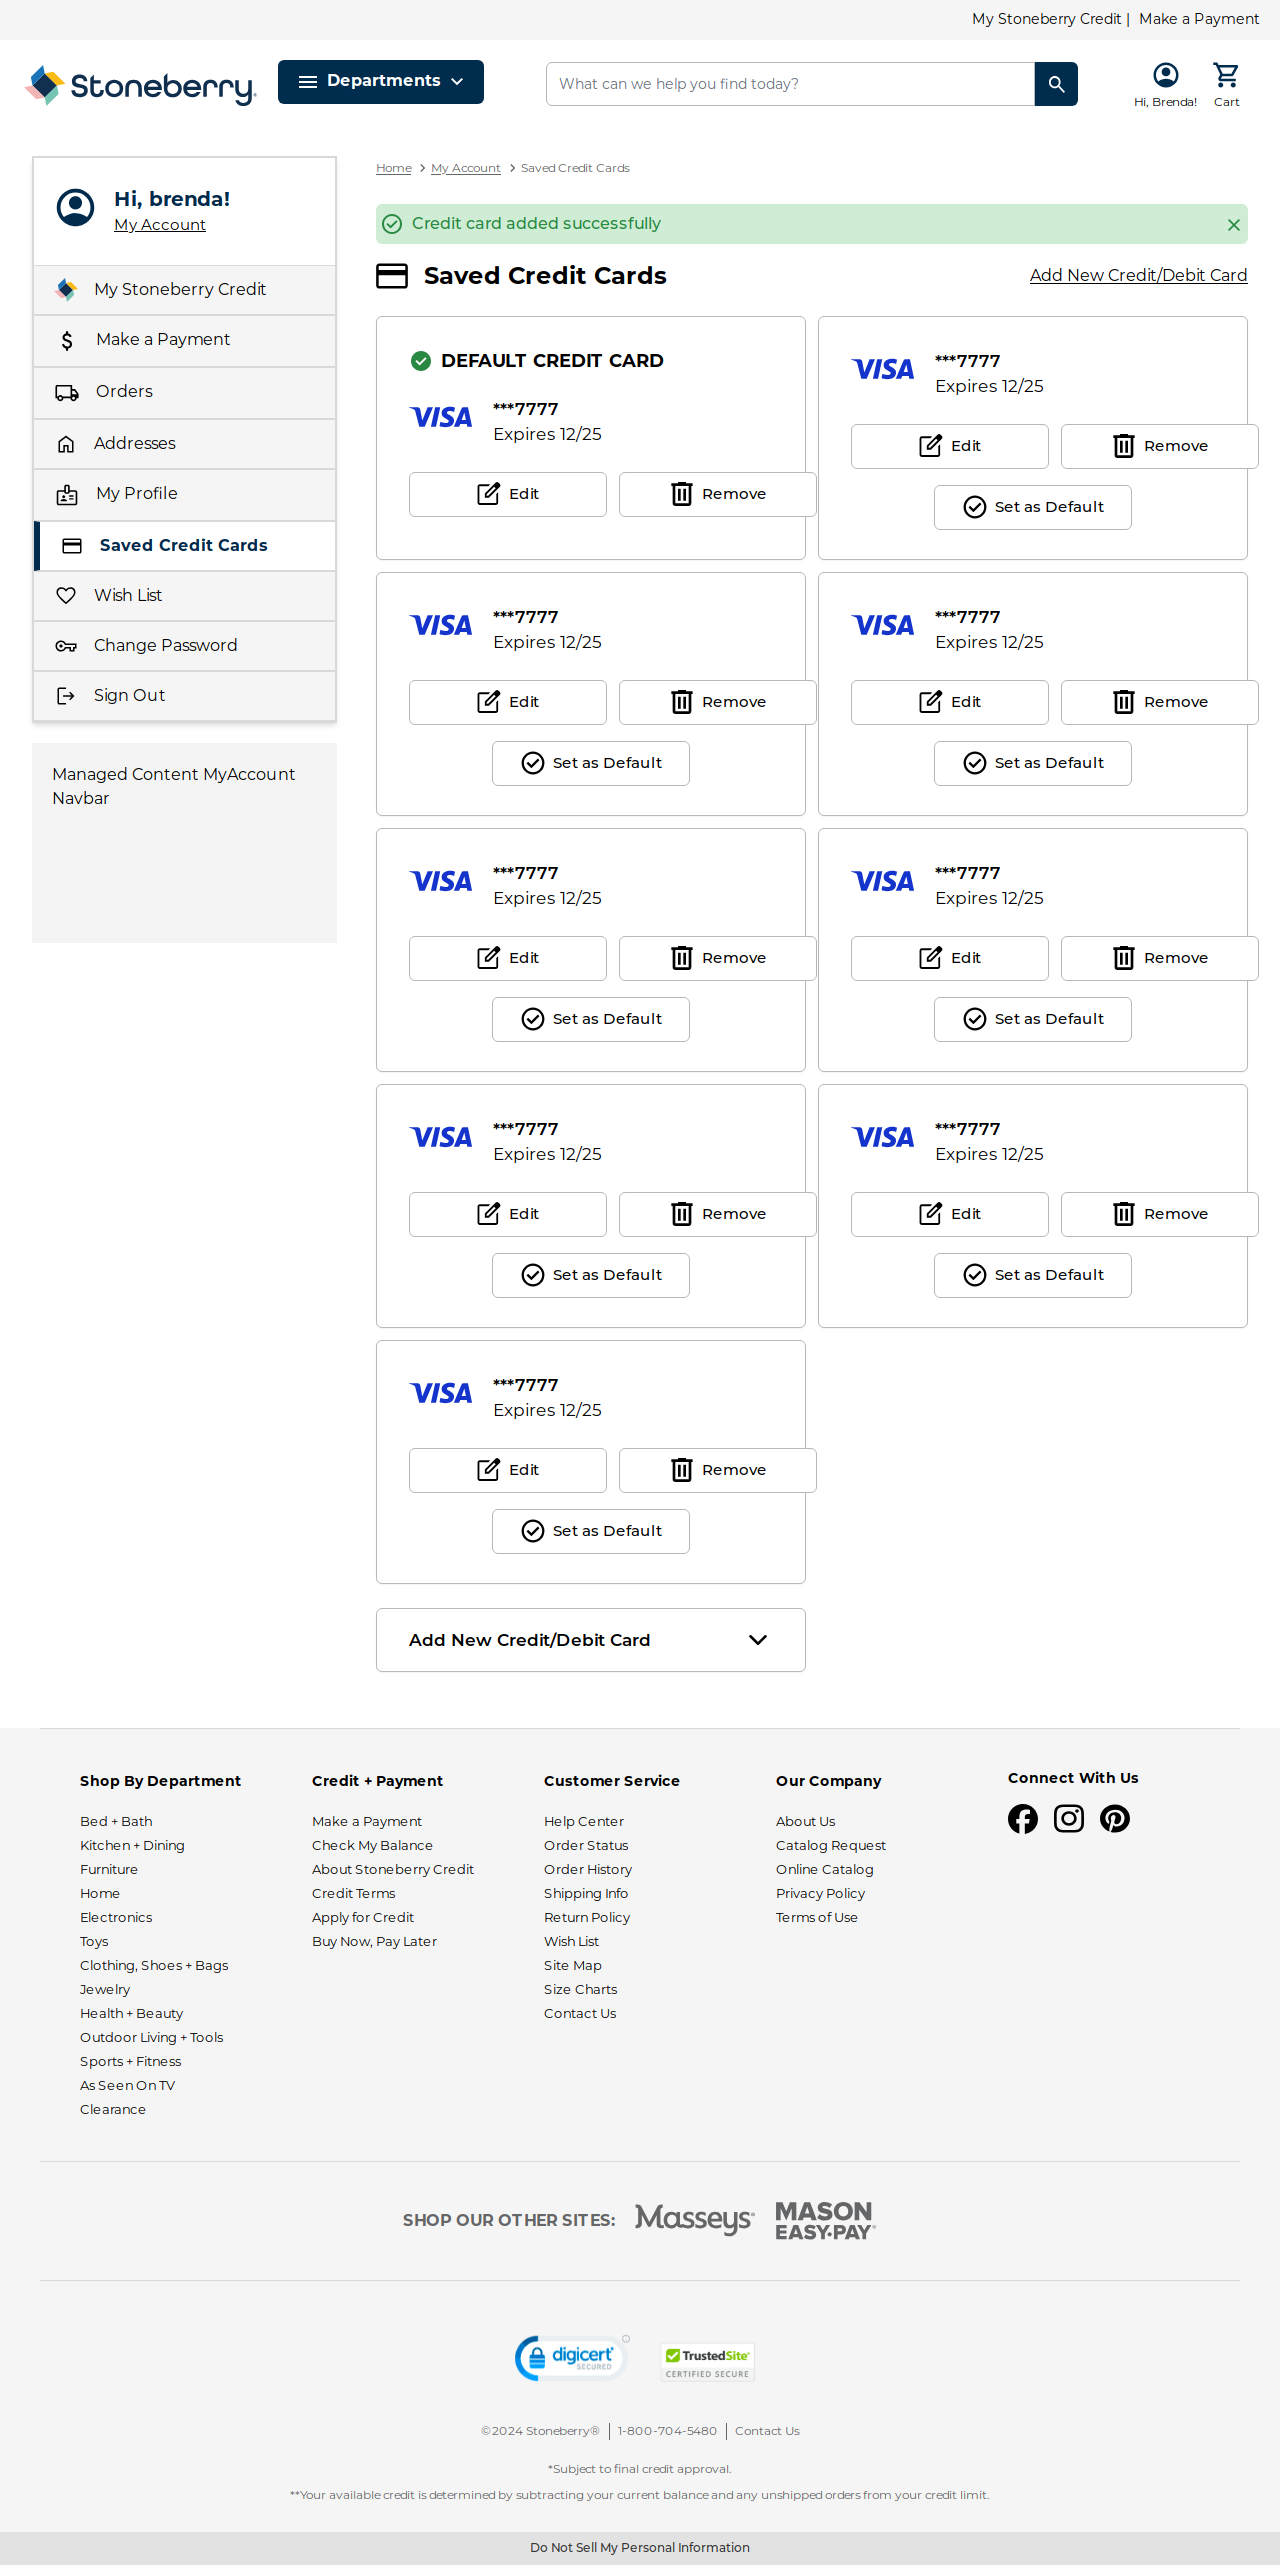 My Stoneberry Credit | Make a Payment
Stoneberry®
Departments
What can we help you find today?
Hi, Brenda!
Cart
Hi, brenda!
My Account
My Stoneberry Credit
Make a Payment
Orders
Addresses
My Profile
Saved Credit Cards
Wish List
Change Password
Sign Out
Managed Content MyAccount
Navbar
Home > My Account > Saved Credit Cards
Credit card added successfully
Saved Credit Cards
Add New Credit/Debit Card
DEFAULT CREDIT CARD
VISA
***7777
Expires 12/25
Edit
Remove
VISA
***7777
Expires 12/25
Edit
Remove
Set as Default
VISA
***7777
Expires 12/25
Edit
Remove
Set as Default
VISA
***7777
Expires 12/25
Edit
Remove
Set as Default
VISA
***7777
Expires 12/25
Edit
Remove
Set as Default
VISA
***7777
Expires 12/25
Edit
Remove
Set as Default
VISA
***7777
Expires 12/25
Edit
Remove
Set as Default
VISA
***7777
Expires 12/25
Edit
Remove
Set as Default
VISA
***7777
Expires 12/25
Edit
Remove
Set as Default
Add New Credit/Debit Card
Shop By Department
Bed + Bath
Kitchen + Dining
Furniture
Home
Electronics
Toys
Clothing, Shoes + Bags
Jewelry
Health + Beauty
Outdoor Living + Tools
Sports + Fitness
As Seen On TV
Clearance
Credit + Payment
Make a Payment
Check My Balance
About Stoneberry Credit
Credit Terms
Apply for Credit
Buy Now, Pay Later
Customer Service
Help Center
Order Status
Order History
Shipping Info
Return Policy
Wish List
Site Map
Size Charts
Contact Us
Our Company
About Us
Catalog Request
Online Catalog
Privacy Policy
Terms of Use
Connect With Us
SHOP OUR OTHER SITES:
Masseys®
MASON
EASY•PAY®
digicert
SECURED
TrustedSite
CERTIFIED SECURE
©2024 Stoneberry® | 1-800-704-5480 | Contact Us
*Subject to final credit approval.
**Your available credit is determined by subtracting your current balance and any unshipped orders from your credit limit.
Do Not Sell My Personal Information